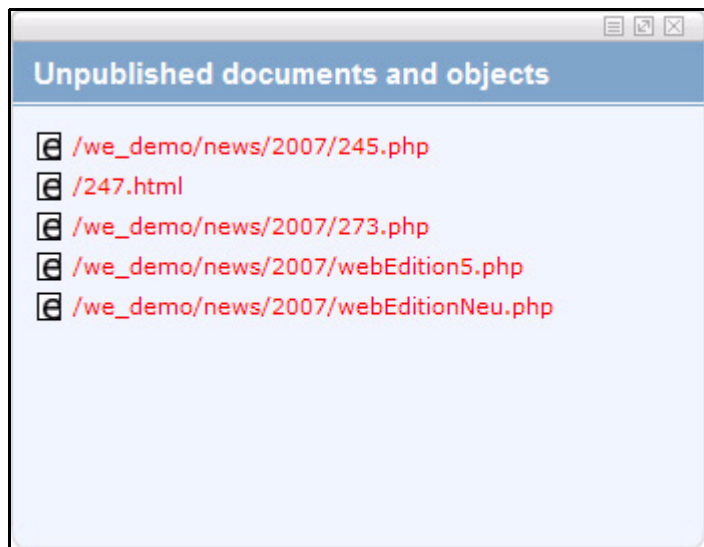 Unpublished documents and objects
/we_demo/news/2007/245.php
/247.html
/we_demo/news/2007/273.php
/we_demo/news/2007/webEdition5.php
/we_demo/news/2007/webEditionNeu.php